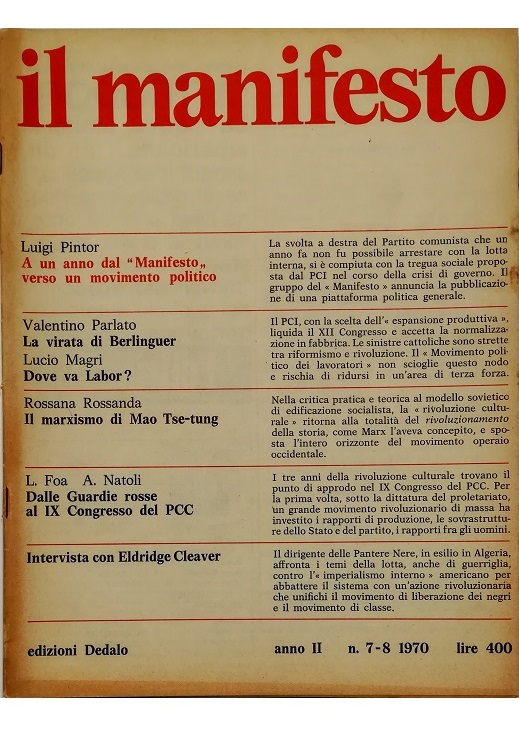 il manifesto
Luigi Pintor
A un anno dal "Manifesto„
verso un movimento politico
La svolta a destra del Partito comunista che un
anno fa non fu possibile arrestare con la lotta
interna, si è compiuta con la tregua sociale propo-
sta dal PCI nel corso della crisi di governo. Il
gruppo del « Manifesto » annuncia la pubblicazio-
ne di una piattaforma politica generale.
Valentino Parlato
La virata di Berlinguer
Lucio Magri
Dove va Labor?
Il PCI, con la scelta dell'« espansione produttiva »,
liquida il XII Congresso e accetta la normalizza-
zione in fabbrica. Le sinistre cattoliche sono strette
tra riformismo e rivoluzione. Il « Movimento poli-
tico dei lavoratori » non scioglie questo nodo
e rischia di ridursi in un'area di terza forza.
Rossana Rossanda
Il marxismo di Mao Tse-tung
Nella critica pratica e teorica al modello sovietico
di edificazione socialista, la « rivoluzione cultu-
rale » ritorna alla totalità del rivoluzionamento
della storia, come Marx l'aveva concepito, e spo-
sta l'intero orizzonte del movimento operaio
occidentale.
L. Foa A. Natoli
Dalle Guardie rosse
al IX Congresso del PCC
I tre anni della rivoluzione culturale trovano il
punto di approdo nel IX Congresso del PCC. Per
la prima volta, sotto la dittatura del proletariato,
un grande movimento rivoluzionario di massa ha
investito i rapporti di produzione, le sovrastruttu-
re dello Stato e del partito, i rapporti fra gli uomini.
Intervista con Eldridge Cleaver
Il dirigente delle Pantere Nere, in esilio in Algeria,
affronta i temi della lotta, anche di guerriglia,
contro l'« imperialismo interno » americano per
abbattere il sistema con un'azione rivoluzionaria
che unifichi il movimento di liberazione dei negri
e il movimento di classe.
edizioni Dedalo anno II n. 7-8 1970 lire 400